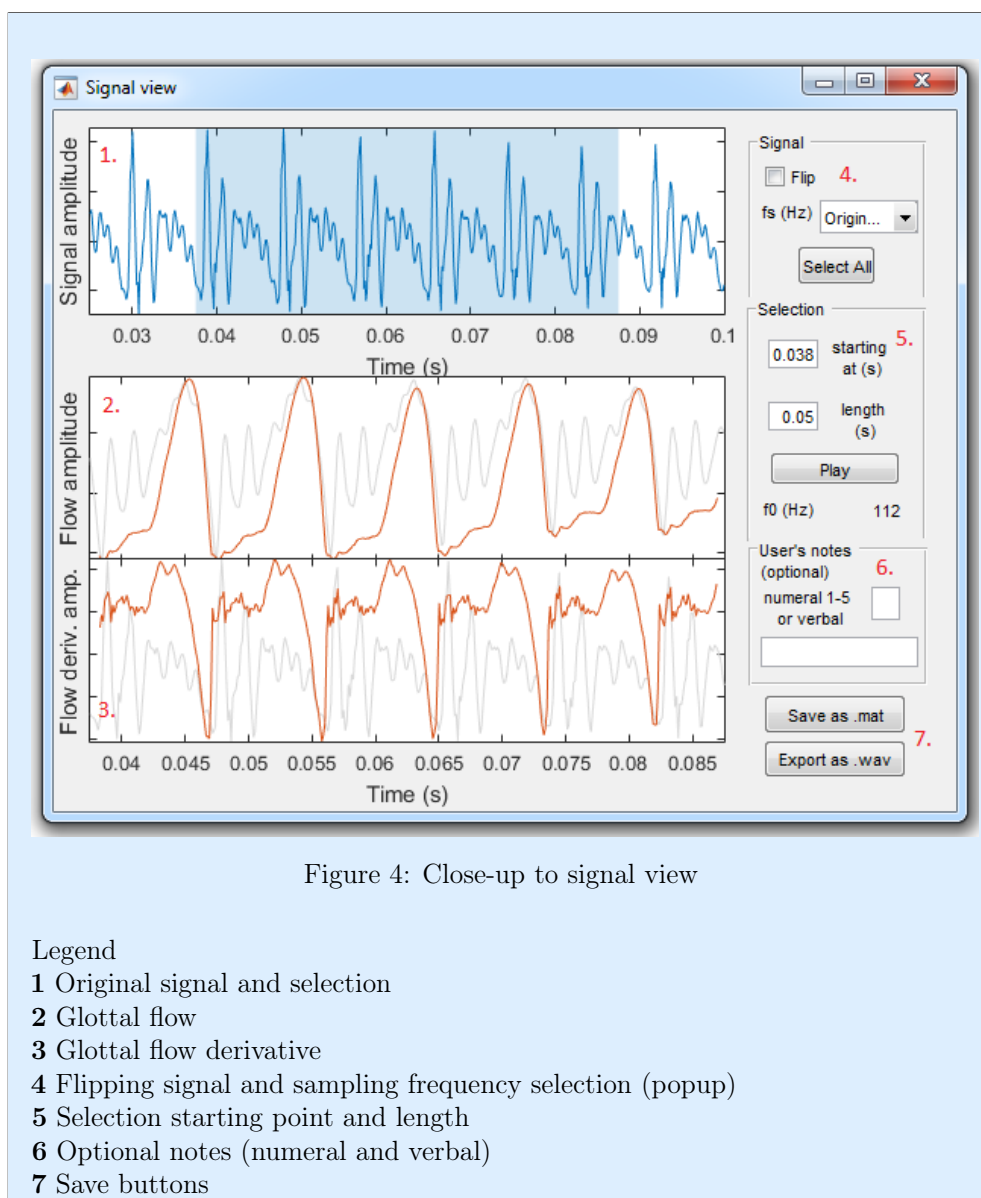 Signal view
Signal amplitude
1.
0.03 0.04 0.05 0.06 0.07 0.08 0.09 0.1
Time (s)
Flow amplitude
2.
Flow deriv. amp.
3.
0.04 0.045 0.05 0.055 0.06 0.065 0.07 0.075 0.08 0.085
Time (s)
Signal
Flip 4.
fs (Hz) Origin...
Select All
Selection
5.
0.038 starting
at (s)
0.05 length
(s)
Play
f0 (Hz) 112
User's notes
(optional) 6.
numeral 1-5
or verbal
Save as .mat
7.
Export as .wav
Figure 4: Close-up to signal view
Legend
1 Original signal and selection
2 Glottal flow
3 Glottal flow derivative
4 Flipping signal and sampling frequency selection (popup)
5 Selection starting point and length
6 Optional notes (numeral and verbal)
7 Save buttons